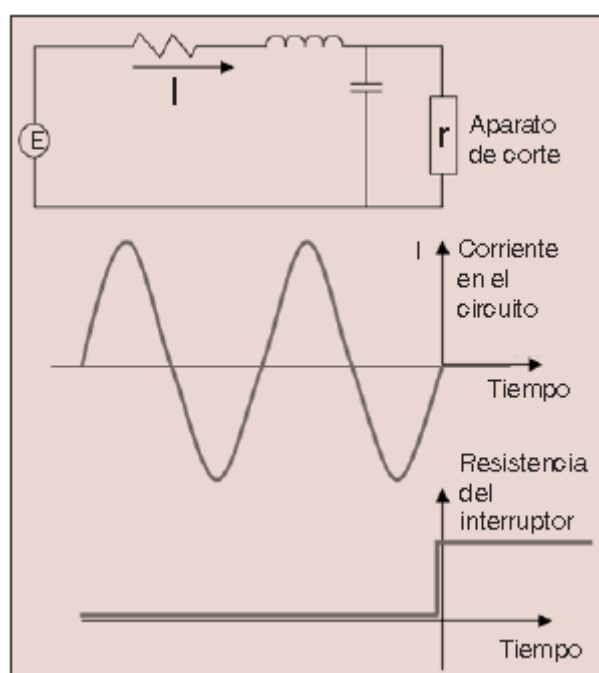 I
E
r
Aparato
de corte
I
Corriente
en el
circuito
Tiempo
Resistencia
del
interruptor
Tiempo